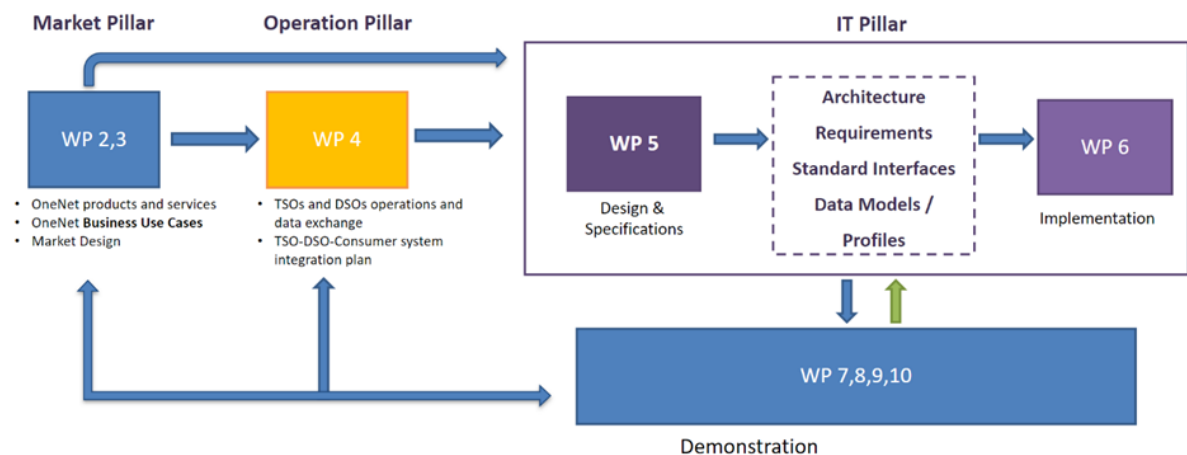 Market Pillar
Operation Pillar
IT Pillar
WP 2,3
WP 4
WP 5
Architecture
Requirements
Standard Interfaces
Data Models /
Profiles
WP 6
• OneNet products and services
• OneNet Business Use Cases
• Market Design
• TSOs and DSOs operations and
data exchange
• TSO-DSO-Consumer system
integration plan
Design &
Specifications
Implementation
WP 7,8,9,10
Demonstration